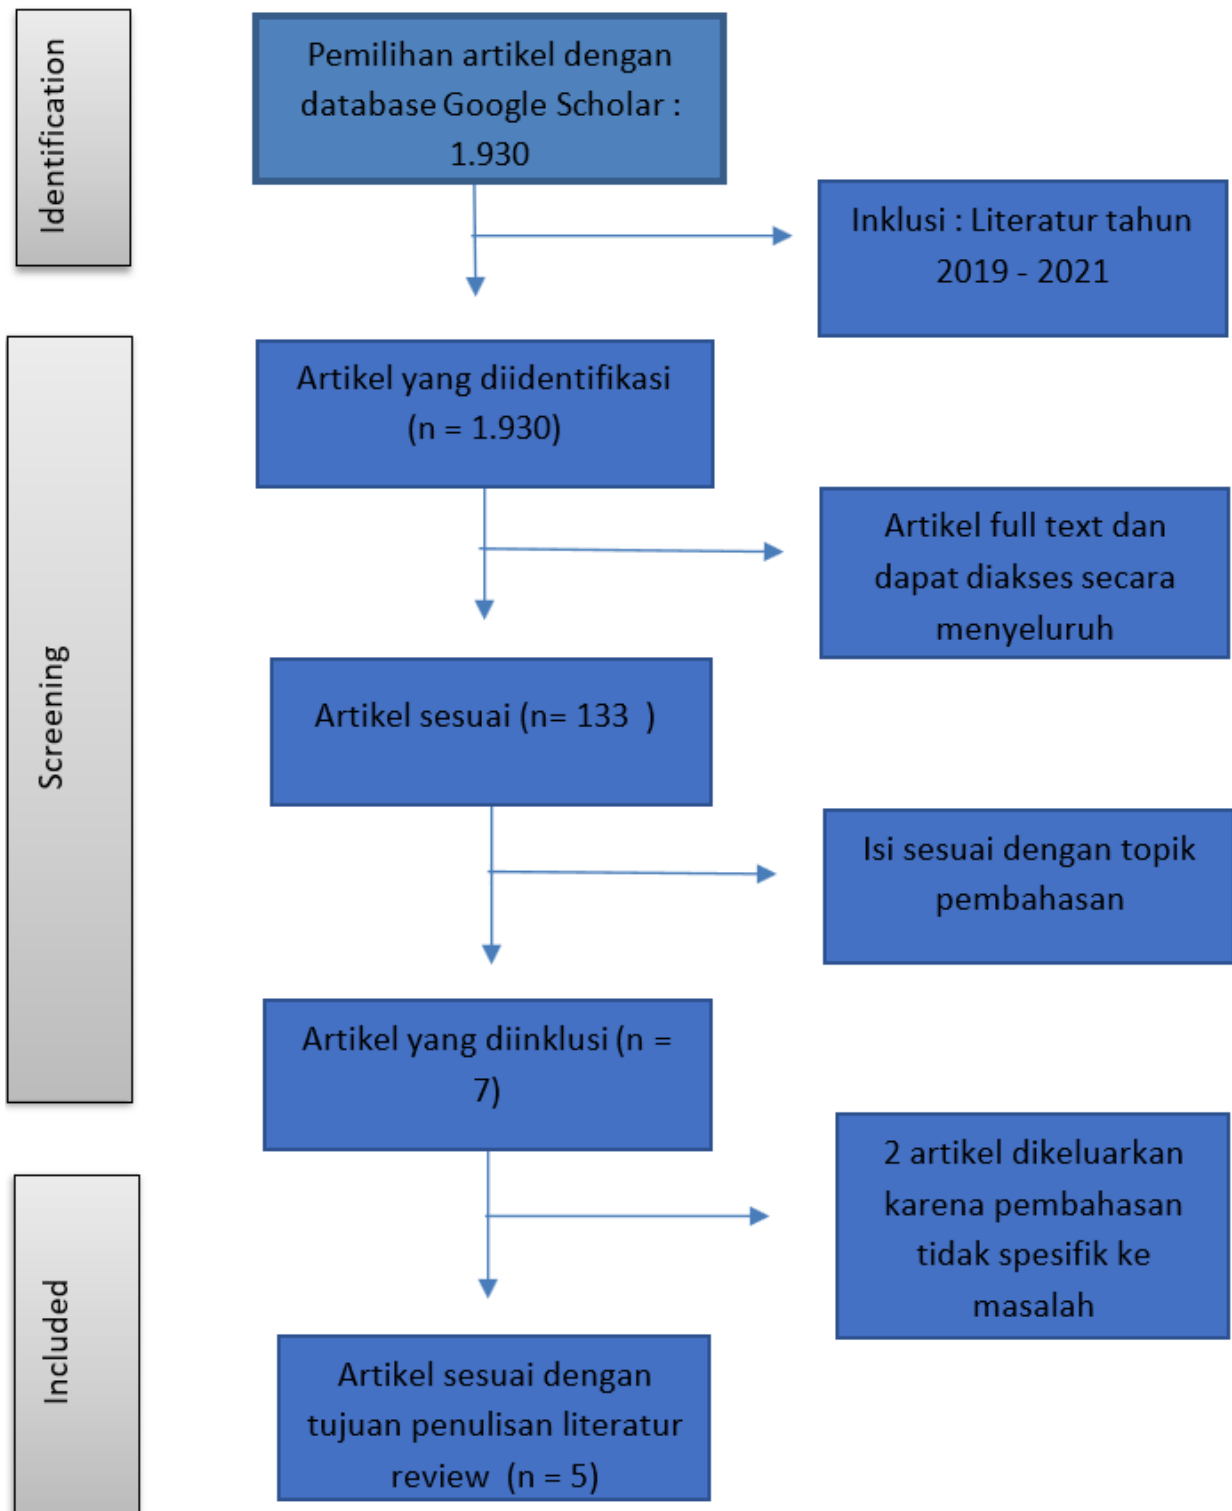 Identification
Pemilihan artikel dengan
database Google Scholar :
1.930
Inklusi : Literatur tahun
2019 - 2021
Screening
Artikel yang diidentifikasi
(n = 1.930)
Artikel full text dan
dapat diakses secara
menyeluruh
Artikel sesuai (n= 133  )
Isi sesuai dengan topik
pembahasan
Artikel yang diinklusi (n =
7)
2 artikel dikeluarkan
karena pembahasan
tidak spesifik ke
masalah
Included
Artikel sesuai dengan
tujuan penulisan literatur
review  (n = 5)